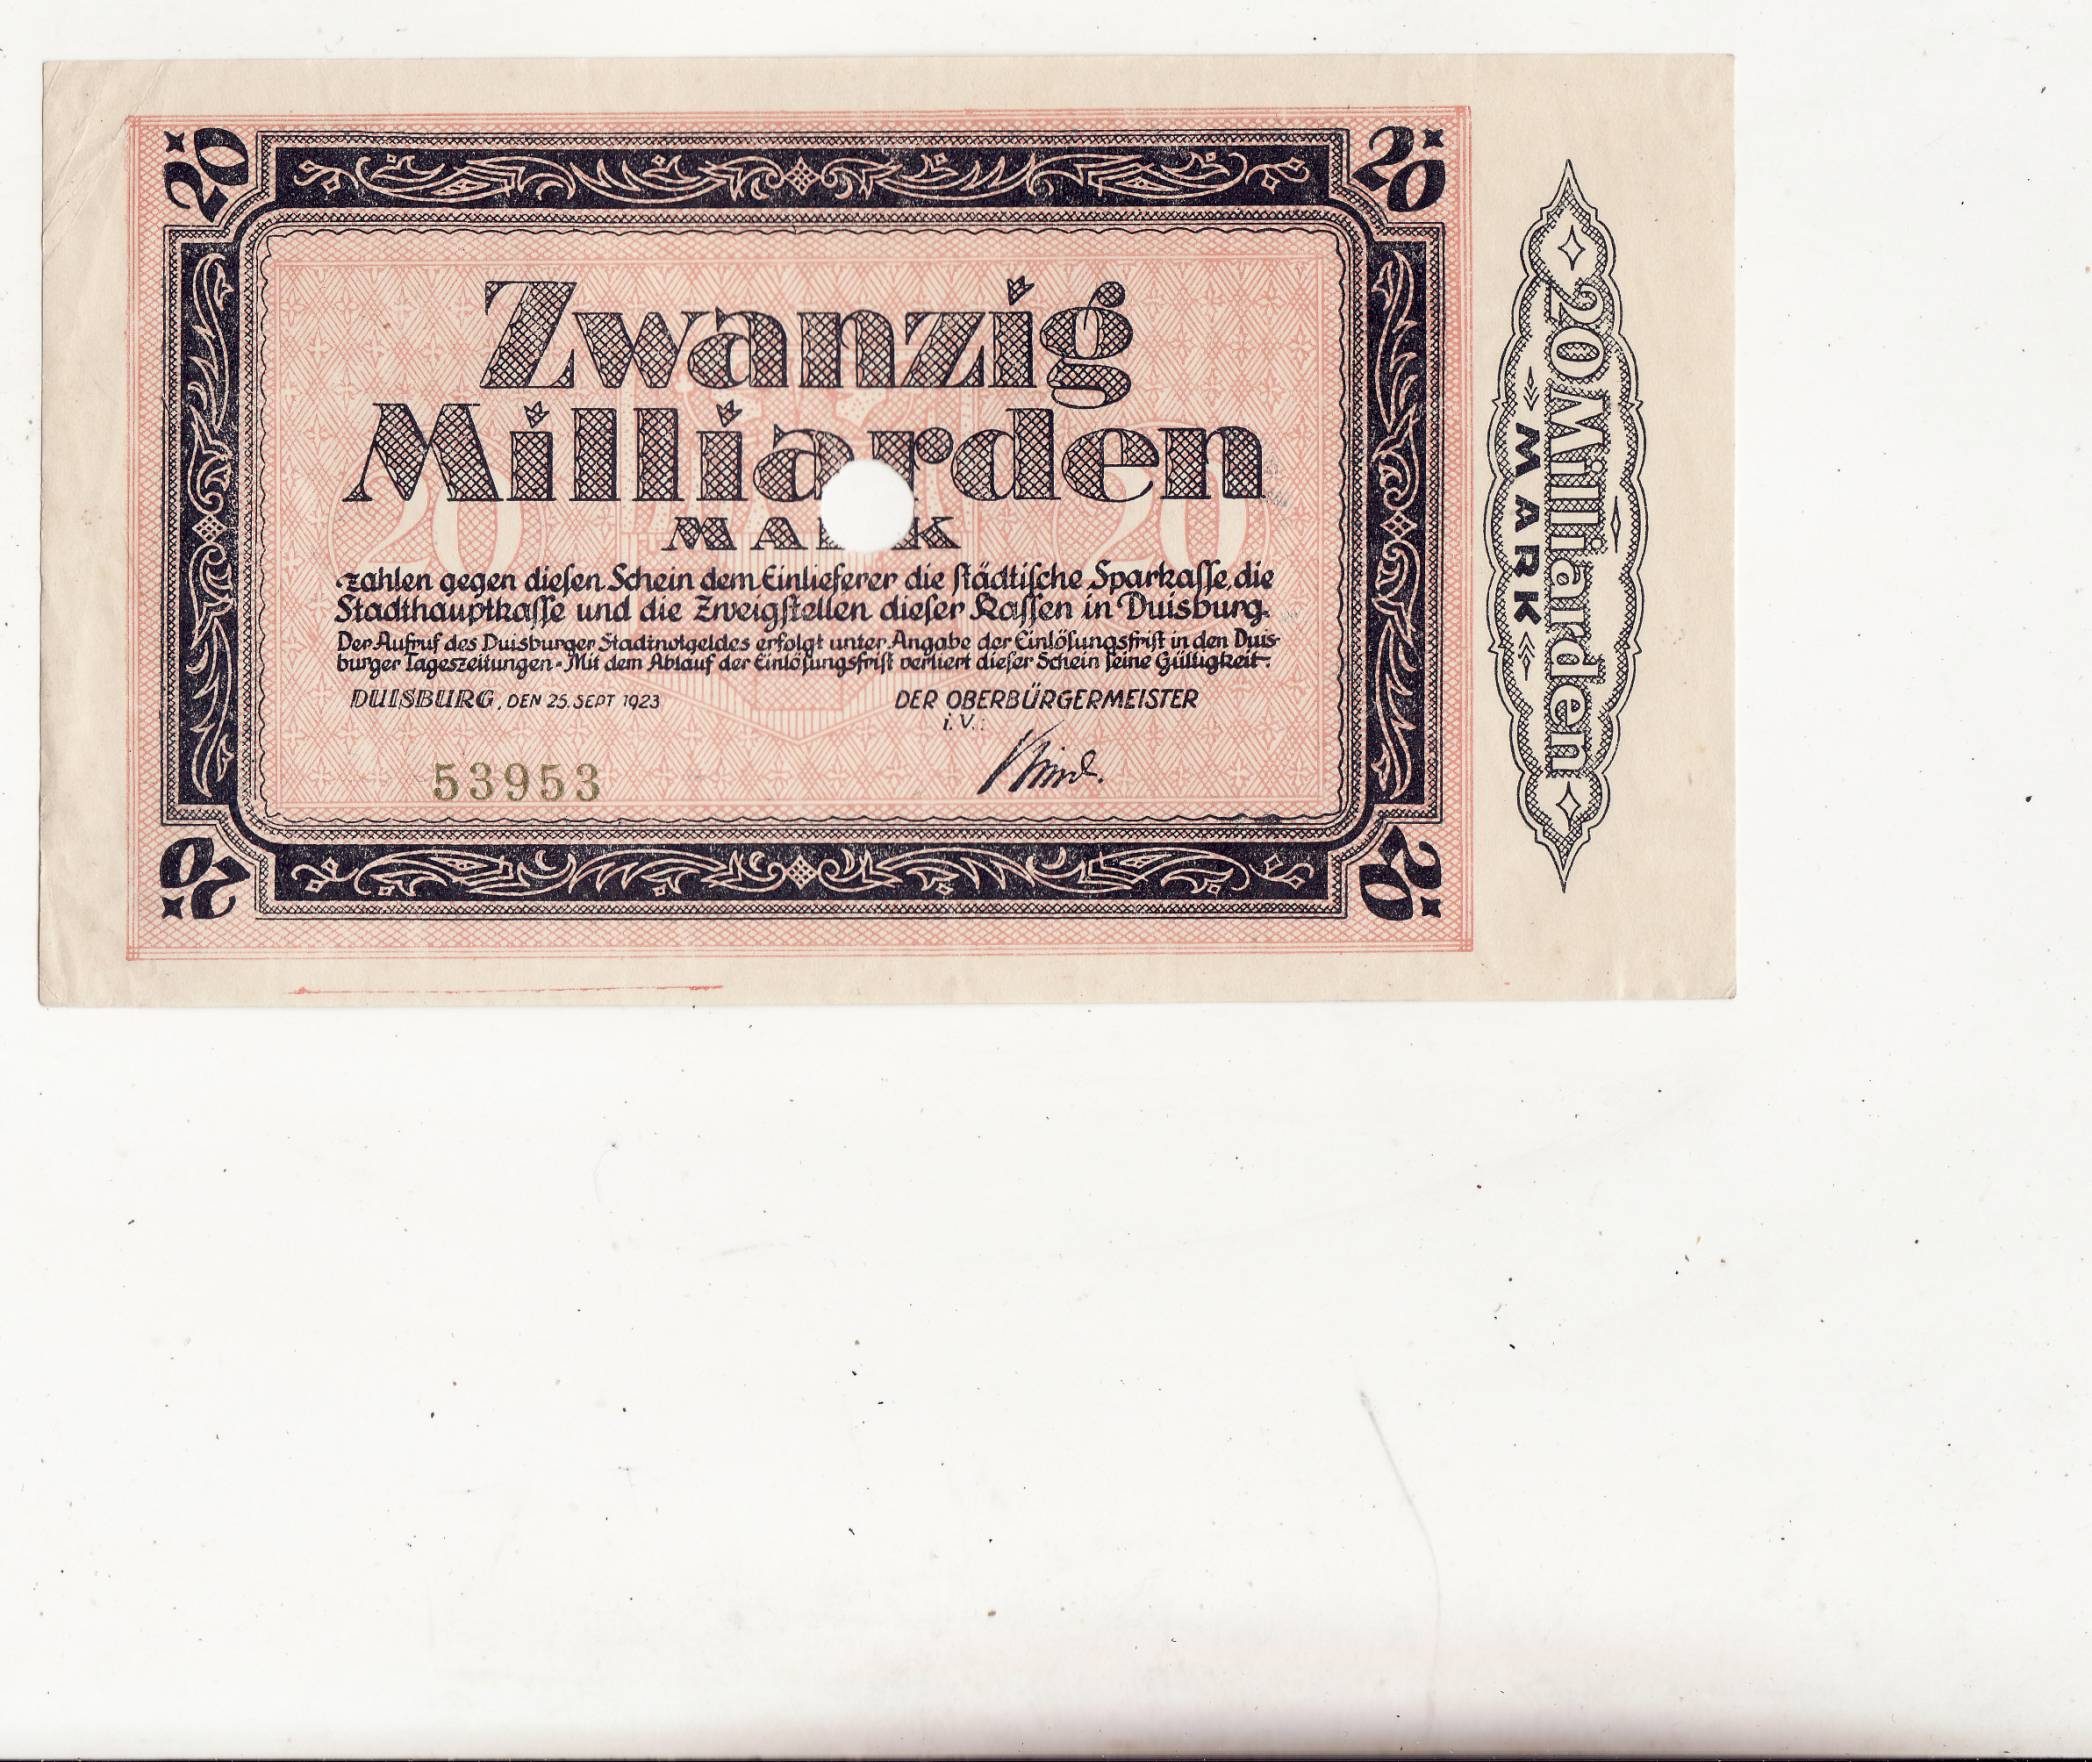 20
20
Zwanzig
Milliarden
MARK
zahlen gegen diesen Schein dem Einlieferer die städtische Sparkasse, die
Stadthauptkasse und die Zweigstellen dieser Kassen in Duisburg.
Der Aufruf des Duisburger Stadtnotgeldes erfolgt unter Angabe der Einlösungsfrist in den Duis-
burger Tageszeitungen • Mit dem Ablauf der Einlösungsfrist verliert dieser Schein seine Gültigkeit.
DUISBURG, DEN 25. SEPT 1923
DER OBERBÜRGERMEISTER
i. V.:
53953
20
20
20
20
20 Milliarden
MARK